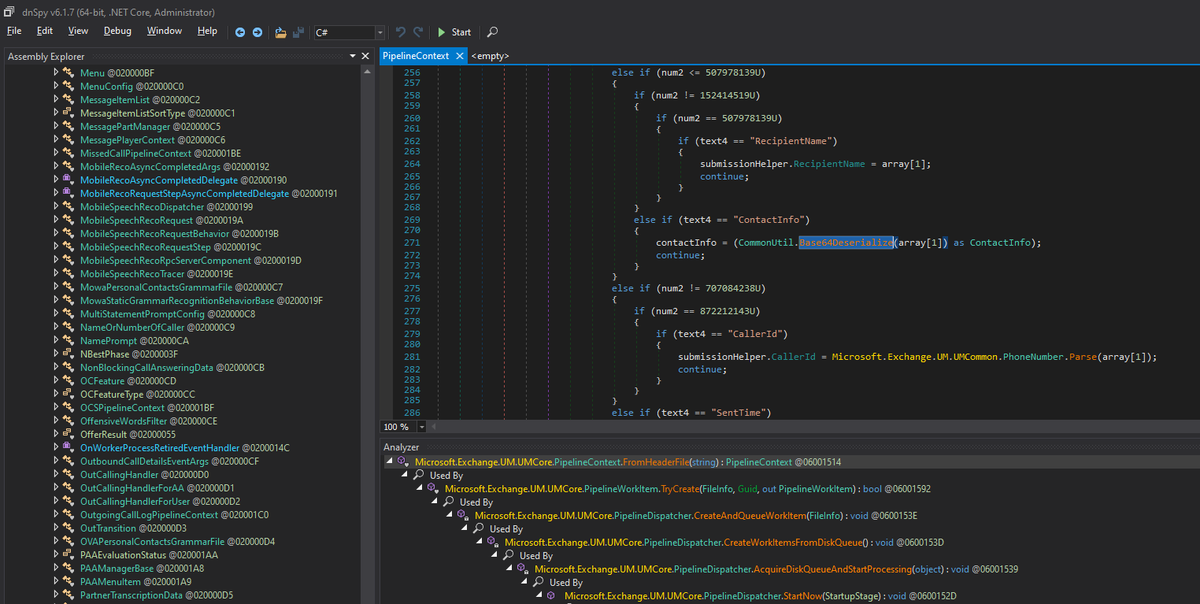 dnSpy v6.1.7 (64-bit, .NET Core, Administrator)
File Edit View Debug Window Help C# Start
Assembly Explorer
Menu @020000BF
MenuConfig @020000C0
MessageItemList @020000C2
MessageItemListSortType @020000C1
MessagePartManager @020000C5
MessagePlayerContext @020000C6
MissedCallPipelineContext @020001BE
MobileRecoAsyncCompletedArgs @02000192
MobileRecoAsyncCompletedDelegate @02000190
MobileRecoRequestStepAsyncCompletedDelegate @02000191
MobileSpeechRecoDispatcher @02000199
MobileSpeechRecoRequest @0200019A
MobileSpeechRecoRequestBehavior @0200019B
MobileSpeechRecoRequestStep @0200019C
MobileSpeechRecoRpcServerComponent @0200019D
MobileSpeechRecoTracer @0200019E
MowaPersonalContactsGrammarFile @020000C7
MowaStaticGrammarRecognitionBehaviorBase @0200019F
MultiStatementPromptConfig @020000C8
NameOrNumberOfCaller @020000C9
NamePrompt @020000CA
NBestPhase @0200003F
NonBlockingCallAnsweringData @020000CB
OCFeature @020000CD
OCFeatureType @020000CC
OCSPipelineContext @020001BF
OffensiveWordsFilter @020000CE
OfferResult @02000055
OnWorkerProcessRetiredEventHandler @0200014C
OutboundCallDetailsEventArgs @020000CF
OutCallingHandler @020000D0
OutCallingHandlerForAA @020000D1
OutCallingHandlerForUser @020000D2
OutgoingCallLogPipelineContext @020001C0
OutTransition @020000D3
OVAPersonalContactsGrammarFile @020000D4
PAAEvaluationStatus @020001AA
PAAManagerBase @020001A8
PAAMenuItem @020001A9
PartnerTranscriptionData @020000D5
PipelineContext <empty>
256 else if (num2 <= 507978139U)
257 {
258 if (num2 != 152414519U)
259 {
260 if (num2 == 507978139U)
261 {
262 if (text4 == "RecipientName")
263 {
264 submissionHelper.RecipientName = array[1];
265 continue;
266 }
267 }
268 }
269 else if (text4 == "ContactInfo")
270 {
271 contactInfo = (CommonUtil.Base64Deserialize(array[1]) as ContactInfo);
272 continue;
273 }
274 }
275 else if (num2 != 707084238U)
276 {
277 if (num2 == 872212143U)
278 {
279 if (text4 == "CallerId")
280 {
281 submissionHelper.CallerId = Microsoft.Exchange.UM.UMCommon.PhoneNumber.Parse(array[1]);
282 continue;
283 }
284 }
285 }
286 else if (text4 == "SentTime")
100 %
Analyzer
Microsoft.Exchange.UM.UMCore.PipelineContext.FromHeaderFile(string) : PipelineContext @06001514
Used By
Microsoft.Exchange.UM.UMCore.PipelineWorkItem.TryCreate(FileInfo, Guid, out PipelineWorkItem) : bool @06001592
Used By
Microsoft.Exchange.UM.UMCore.PipelineDispatcher.CreateAndQueueWorkItem(FileInfo) : void @0600153E
Used By
Microsoft.Exchange.UM.UMCore.PipelineDispatcher.CreateWorkItemsFromDiskQueue() : void @0600153D
Used By
Microsoft.Exchange.UM.UMCore.PipelineDispatcher.AcquireDiskQueueAndStartProcessing(object) : void @06001539
Used By
Microsoft.Exchange.UM.UMCore.PipelineDispatcher.StartNow(StartupStage) : void @0600152D